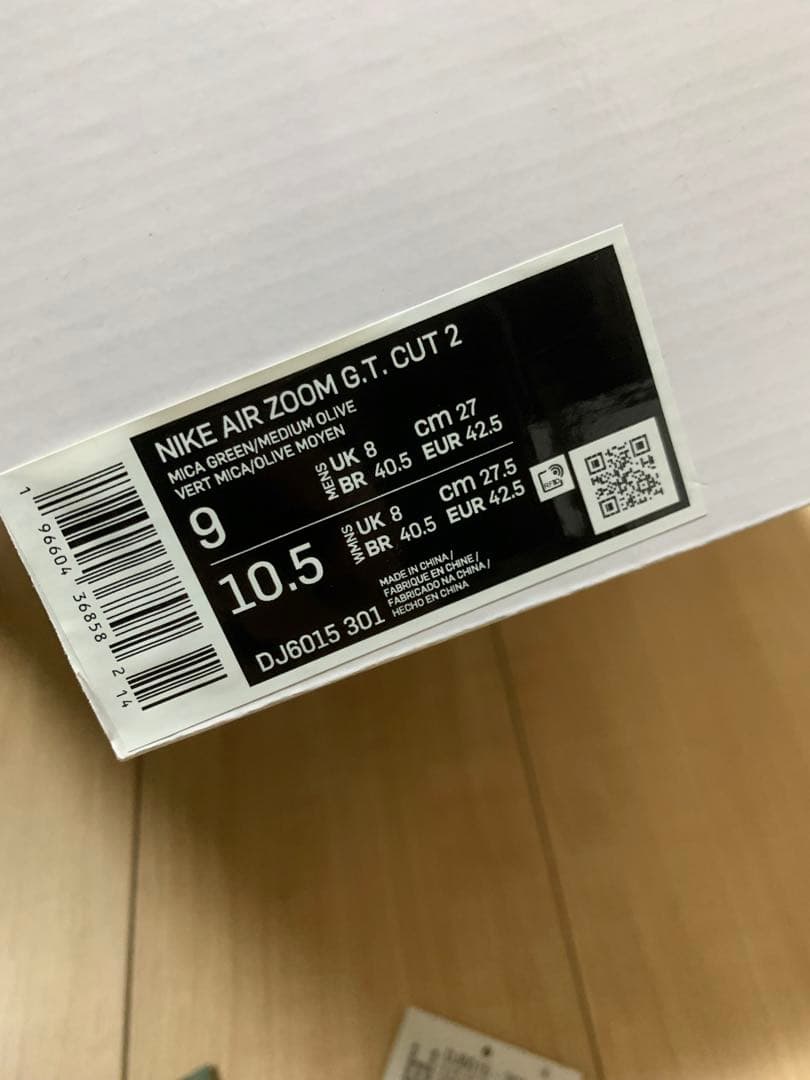 NIKE AIR ZOOM G.T. CUT 2
MICA GREEN/MEDIUM OLIVE
VERT MICA/OLIVE MOYEN
9
MENS
UK 8 cm 27
BR 40.5 EUR 42.5
10.5
WMNS
UK 8 cm 27.5
BR 40.5 EUR 42.5
DJ6015 301
MADE IN CHINA/
FABRIQUE EN CHINE/
FABRICADO NA CHINA/
HECHO EN CHINA
1 96604 36858 2 14